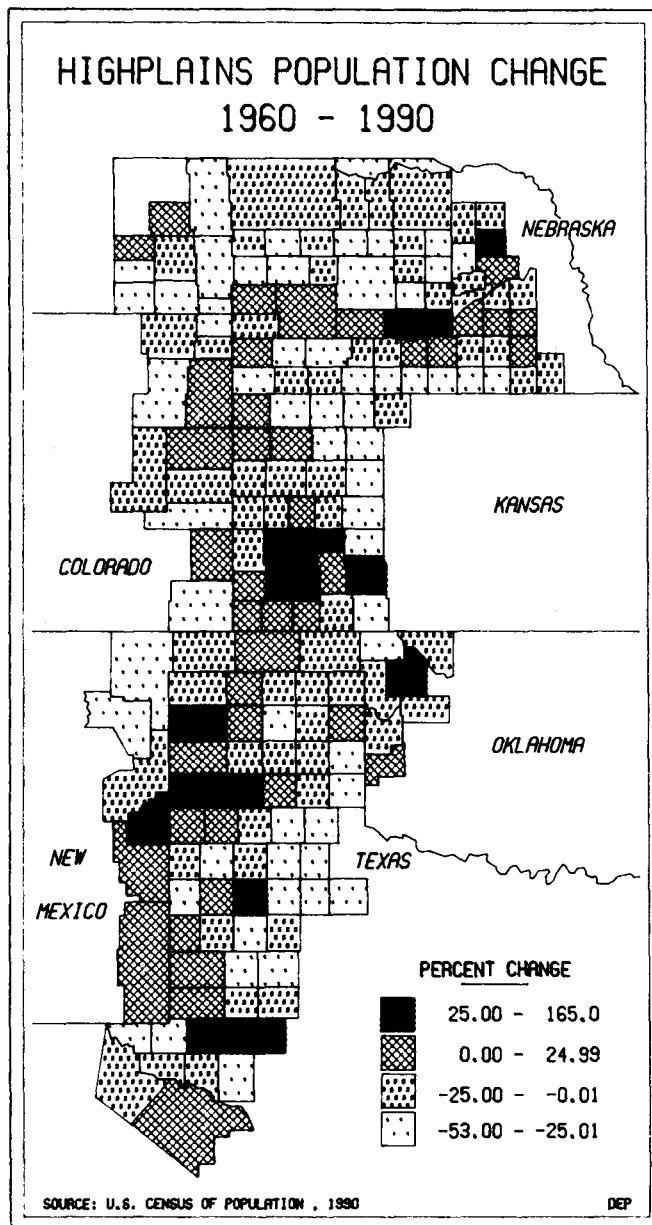 HIGHPLAINS POPULATION CHANGE
1960 - 1990
NEBRASKA
KANSAS
COLORADO
OKLAHOMA
NEW
MEXICO
TEXAS
PERCENT CHANGE
25.00 - 165.0
0.00 - 24.99
-25.00 - -0.01
-53.00 - -25.01
SOURCE: U.S. CENSUS OF POPULATION , 1990
DEP